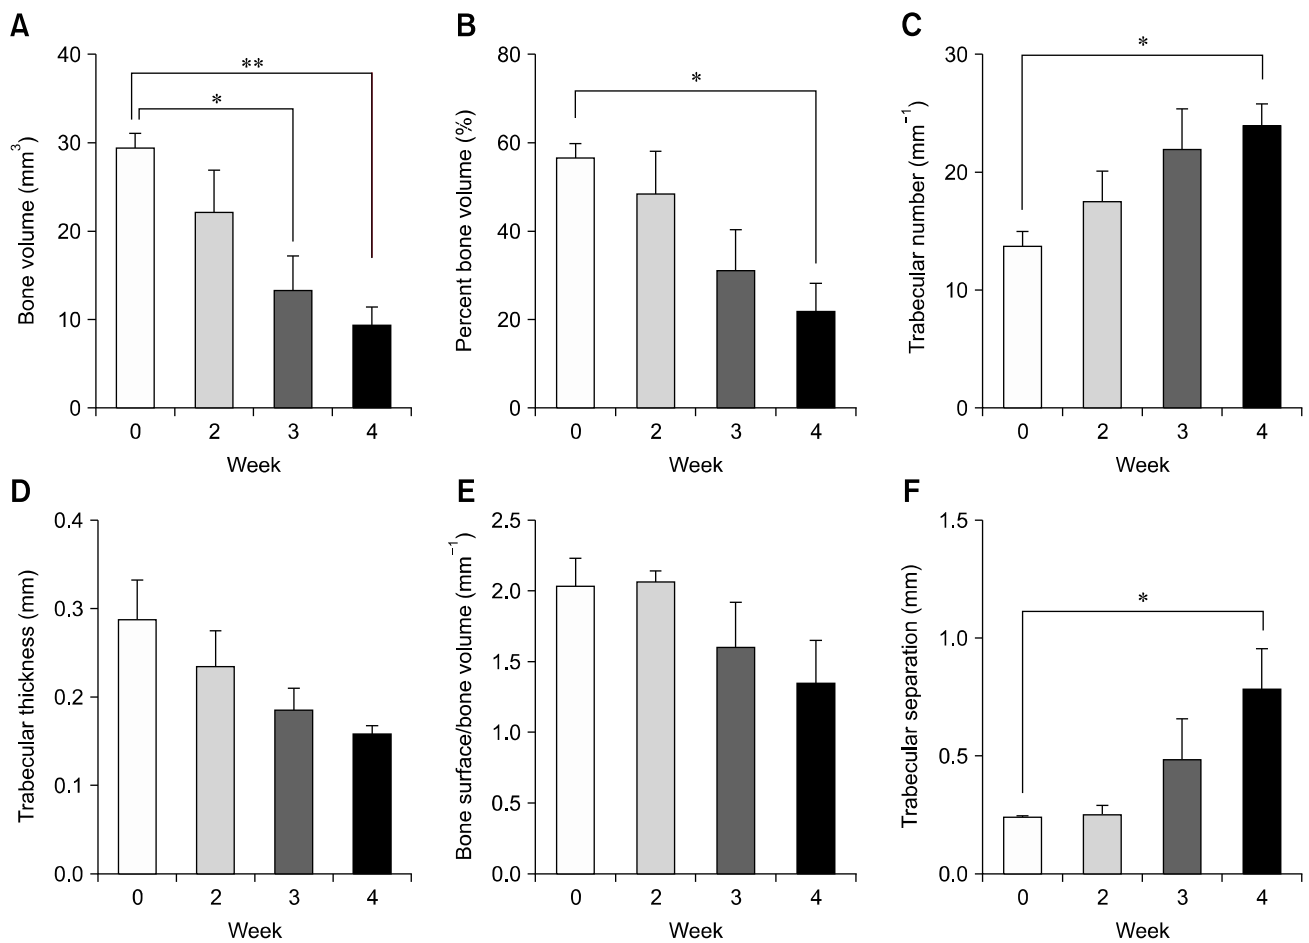 A
Bone volume (mm³)
40
30
20
10
0
**
*
0 2 3 4
Week
B
Percent bone volume (%)
80
60
40
20
0
*
0 2 3 4
Week
C
Trabecular number (mm⁻¹)
30
20
10
0
*
0 2 3 4
Week
D
Trabecular thickness (mm)
0.4
0.3
0.2
0.1
0.0
0 2 3 4
Week
E
Bone surface/bone volume (mm⁻¹)
2.5
2.0
1.5
1.0
0.5
0.0
0 2 3 4
Week
F
Trabecular separation (mm)
1.5
1.0
0.5
0.0
*
0 2 3 4
Week